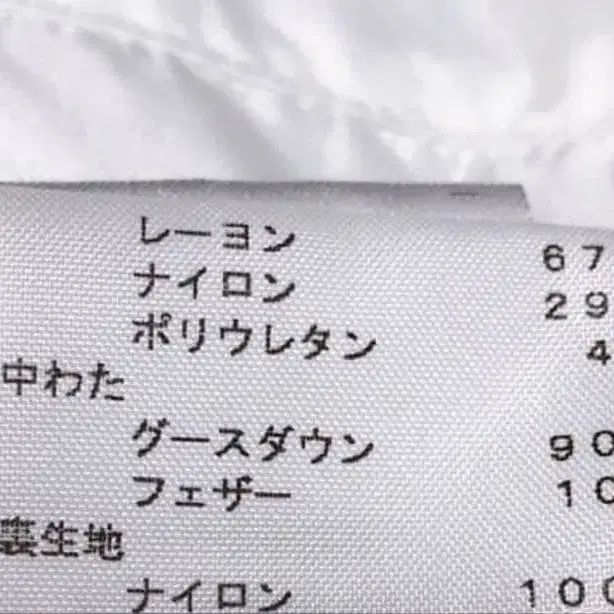 レーヨン 67
ナイロン 29
ポリウレタン 4
中わた
グースダウン 90
フェザー 10
裏生地
ナイロン 100